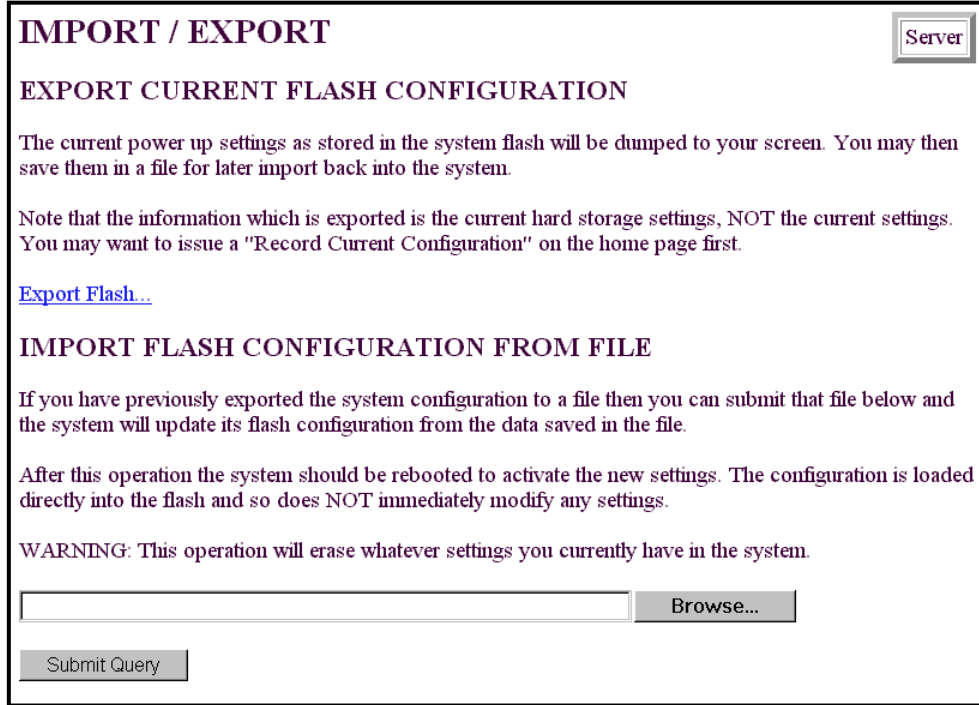 IMPORT / EXPORT
Server
EXPORT CURRENT FLASH CONFIGURATION
The current power up settings as stored in the system flash will be dumped to your screen. You may then
save them in a file for later import back into the system.
Note that the information which is exported is the current hard storage settings, NOT the current settings.
You may want to issue a "Record Current Configuration" on the home page first.
Export Flash...
IMPORT FLASH CONFIGURATION FROM FILE
If you have previously exported the system configuration to a file then you can submit that file below and
the system will update its flash configuration from the data saved in the file.
After this operation the system should be rebooted to activate the new settings. The configuration is loaded
directly into the flash and so does NOT immediately modify any settings.
WARNING: This operation will erase whatever settings you currently have in the system.
Browse...
Submit Query